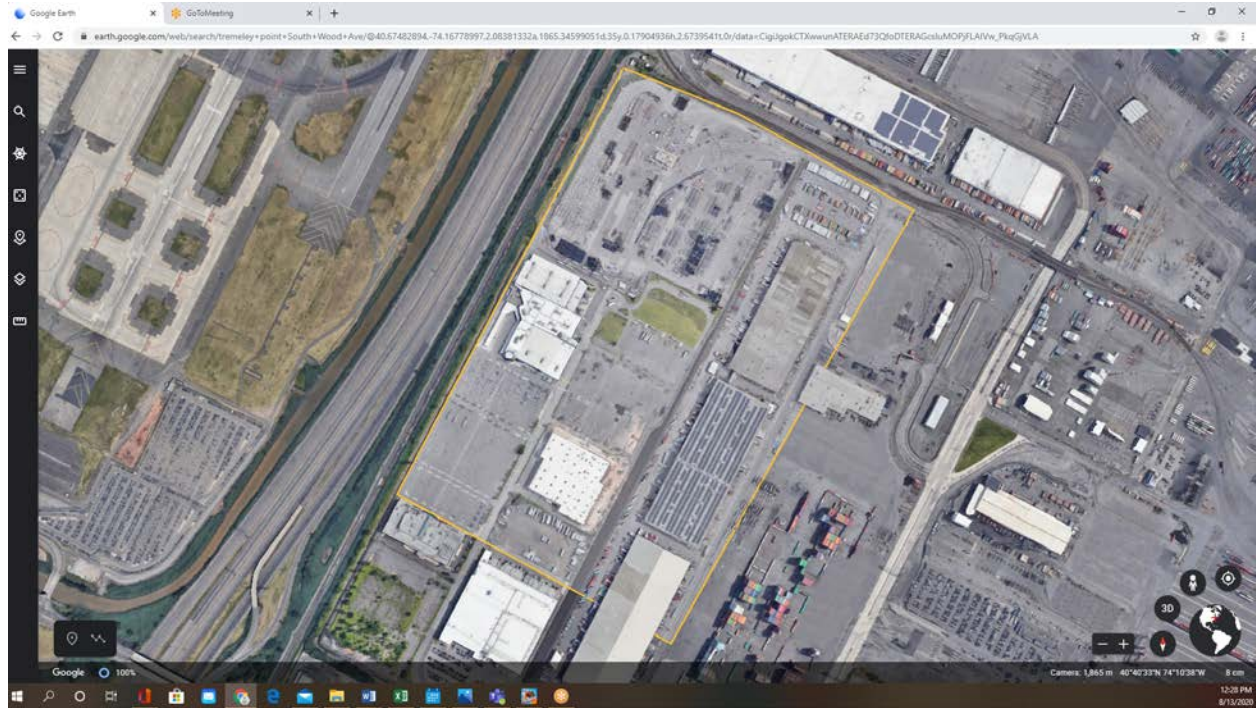 Google Earth
GoToMeeting
earth.google.com/web/search/tremeley+point+South+Wood+Ave/@40.67482894,-74.16778997,2.08381332a,1865.34599051d,35y,0.17904936h,2.6739541t,0r/
3D
Google 100%
Camera: 1,865 m 40°40'33"N 74°10'38"W 8 cm
12:28 PM
8/13/2020